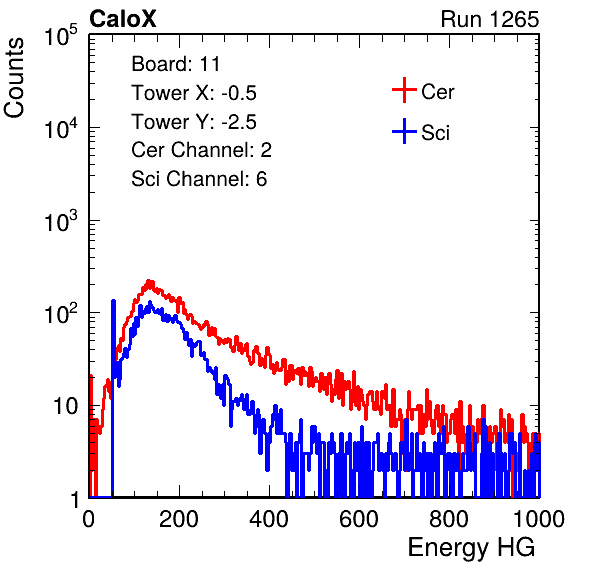 CaloX Run 1265
Counts
10^5
10^4
10^3
10^2
10
1
Board: 11
Tower X: -0.5
Tower Y: -2.5
Cer Channel: 2
Sci Channel: 6
Cer
Sci
0 200 400 600 800 1000
Energy HG